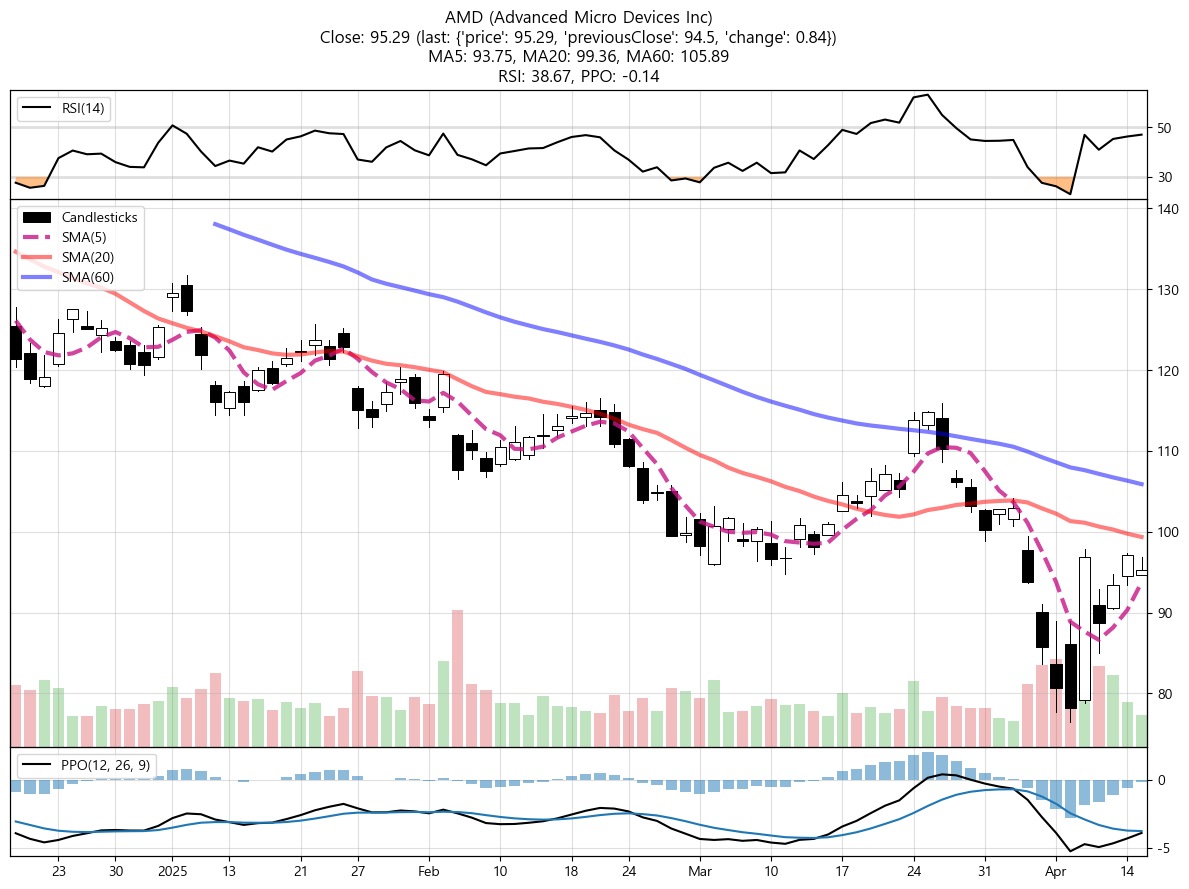 AMD (Advanced Micro Devices Inc)
Close: 95.29 (last: {'price': 95.29, 'previousClose': 94.5, 'change': 0.84})
MA5: 93.75, MA20: 99.36, MA60: 105.89
RSI: 38.67, PPO: -0.14
RSI(14)
50
30
Candlesticks
SMA(5)
SMA(20)
SMA(60)
140
130
120
110
100
90
80
PPO(12, 26, 9)
0
-5
23 30 2025 13 21 27 Feb 10 18 24 Mar 10 17 24 31 Apr 14